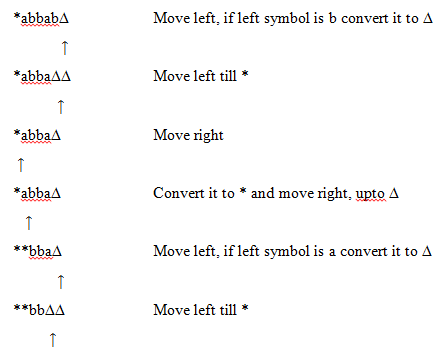 *abbabΔ Move left, if left symbol is b convert it to Δ
↑
*abbaΔΔ Move left till *
↑
*abbaΔ Move right
↑
*abbaΔ Convert it to * and move right, upto Δ
↑
**bbaΔ Move left, if left symbol is a convert it to Δ
↑
**bbΔΔ Move left till *
↑